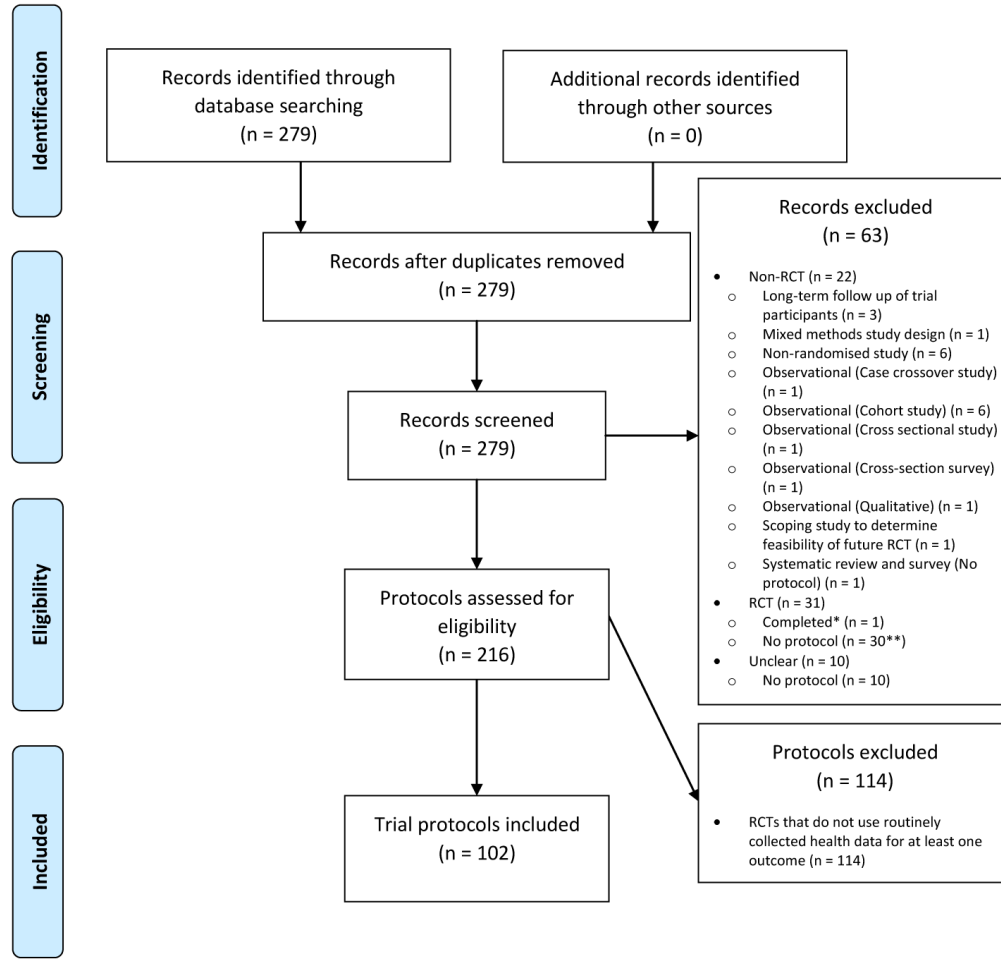 Identification
Records identified through
database searching
(n = 279)
Additional records identified
through other sources
(n = 0)
Screening
Records after duplicates removed
(n = 279)
Records screened
(n = 279)
Records excluded
(n = 63)
• Non-RCT (n = 22)
o Long-term follow up of trial
participants (n = 3)
o Mixed methods study design (n = 1)
o Non-randomised study (n = 6)
o Observational (Case crossover study)
(n = 1)
o Observational (Cohort study) (n = 6)
o Observational (Cross sectional study)
(n = 1)
o Observational (Cross-section survey)
(n = 1)
o Observational (Qualitative) (n = 1)
o Scoping study to determine
feasibility of future RCT (n = 1)
o Systematic review and survey (No
protocol) (n = 1)
• RCT (n = 31)
o Completed* (n = 1)
o No protocol (n = 30**)
• Unclear (n = 10)
o No protocol (n = 10)
Eligibility
Protocols assessed for
eligibility
(n = 216)
Protocols excluded
(n = 114)
• RCTs that do not use routinely
collected health data for at least one
outcome (n = 114)
Included
Trial protocols included
(n = 102)